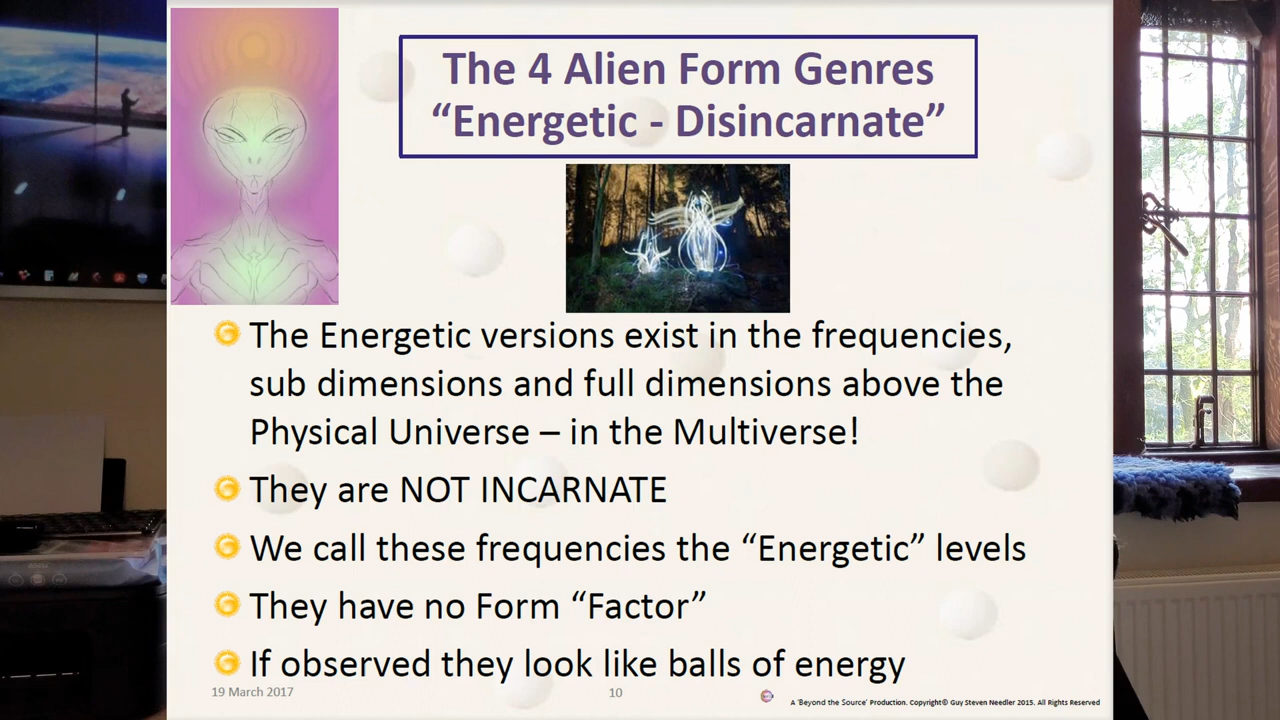 The 4 Alien Form Genres
“Energetic - Disincarnate”
The Energetic versions exist in the frequencies,
sub dimensions and full dimensions above the
Physical Universe – in the Multiverse!
They are NOT INCARNATE
We call these frequencies the “Energetic” levels
They have no Form “Factor”
If observed they look like balls of energy
19 March 2017
10
A ‘Beyond the Source’ Production. Copyright© Guy Steven Needler 2015. All Rights Reserved